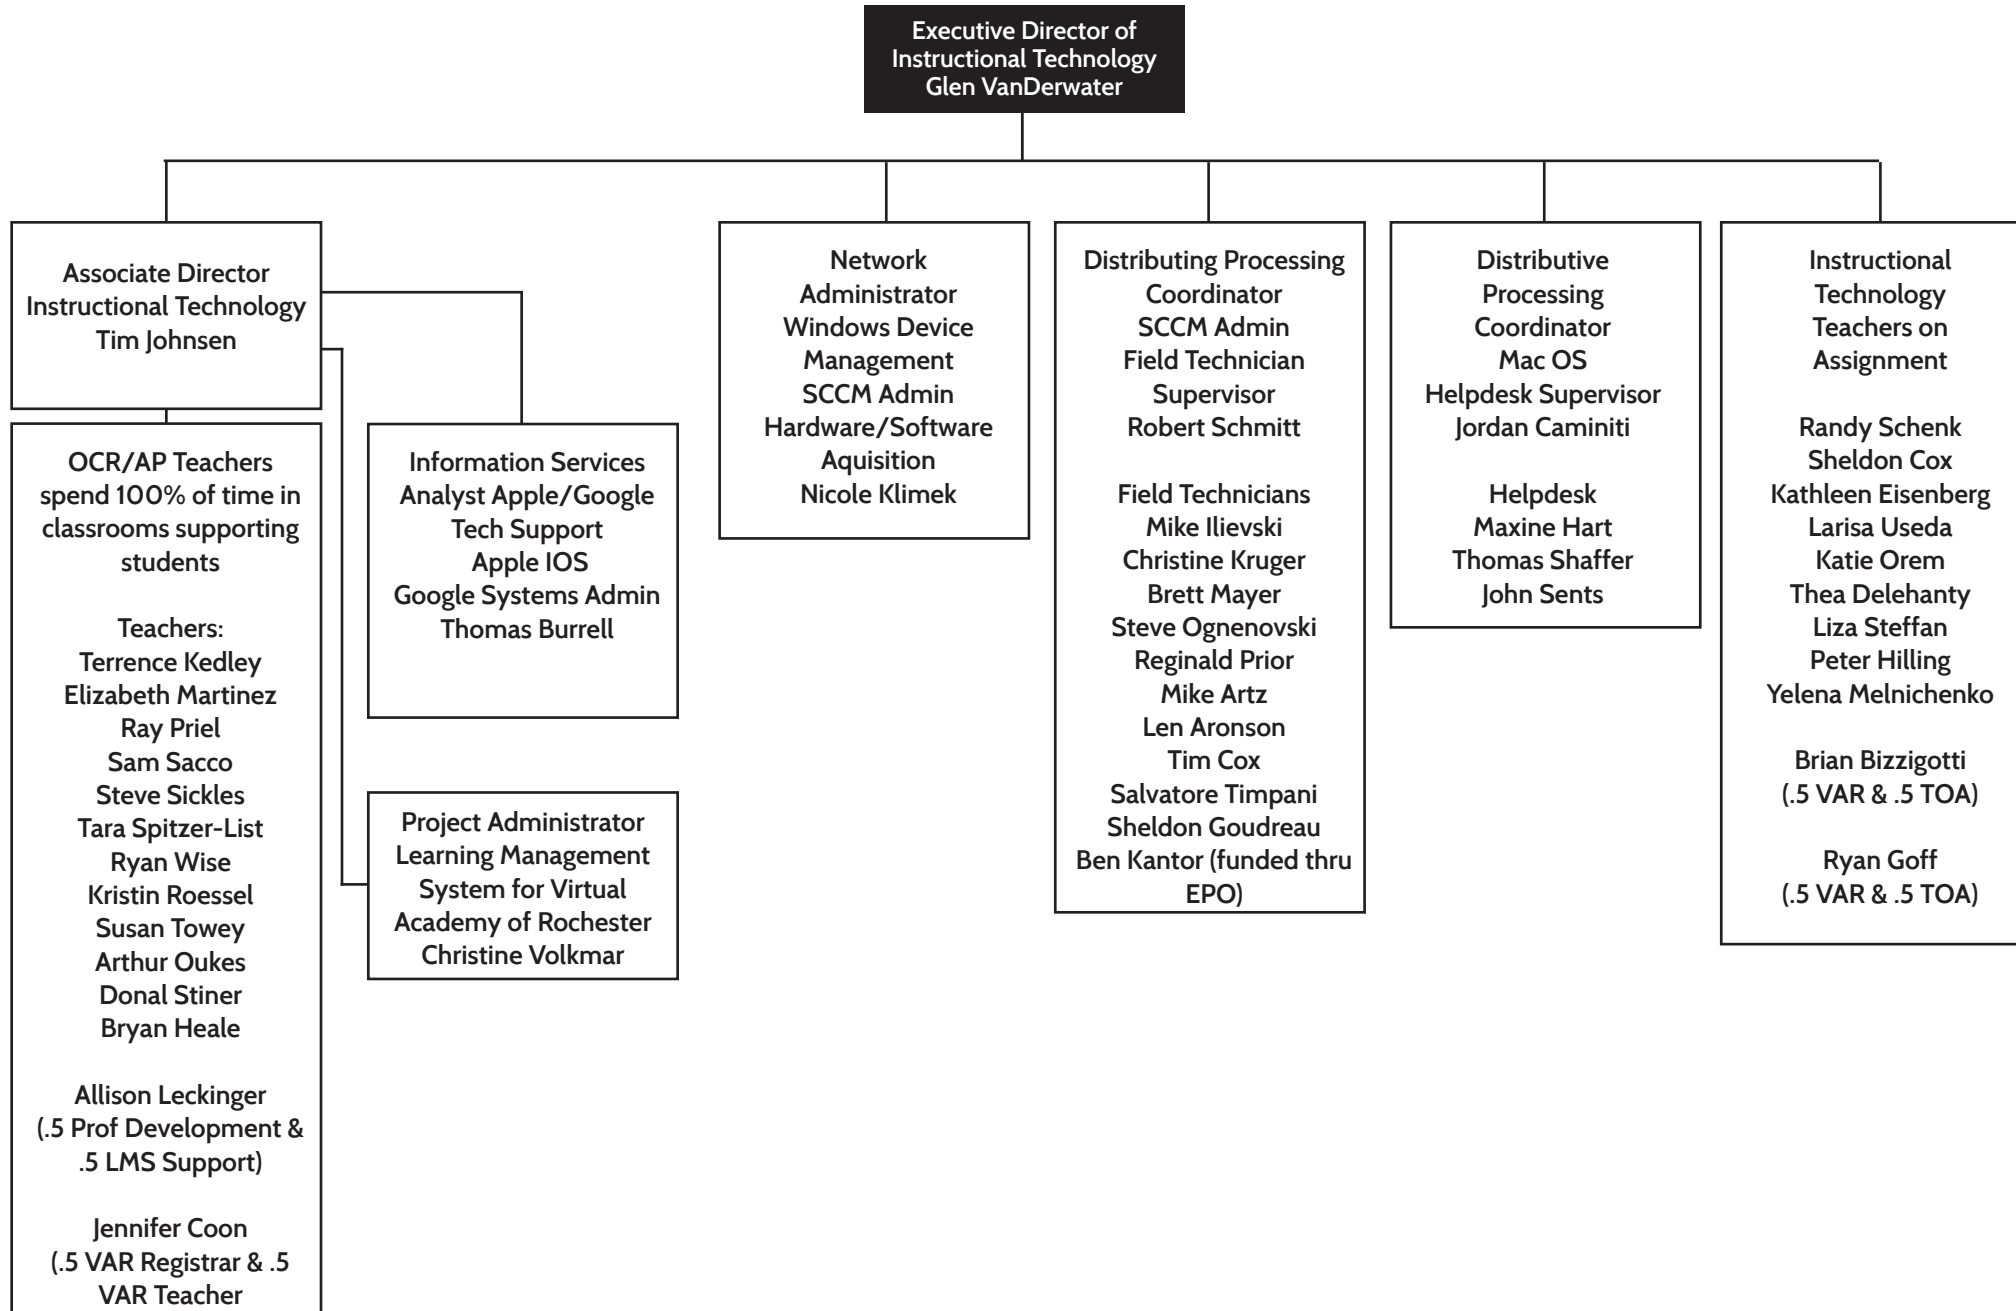 Executive Director of
Instructional Technology
Glen VanDerwater
Associate Director
Instructional Technology
Tim Johnsen
OCR/AP Teachers
spend 100% of time in
classrooms supporting
students
Teachers:
Terrence Kedley
Elizabeth Martinez
Ray Priel
Sam Sacco
Steve Sickles
Tara Spitzer-List
Ryan Wise
Kristin Roessel
Susan Towey
Arthur Oukes
Donal Stiner
Bryan Heale
Allison Leckinger
(.5 Prof Development &
.5 LMS Support)
Jennifer Coon
(.5 VAR Registrar & .5
VAR Teacher
Information Services
Analyst Apple/Google
Tech Support
Apple IOS
Google Systems Admin
Thomas Burrell
Project Administrator
Learning Management
System for Virtual
Academy of Rochester
Christine Volkmar
Network
Administrator
Windows Device
Management
SCCM Admin
Hardware/Software
Aquisition
Nicole Klimek
Distributing Processing
Coordinator
SCCM Admin
Field Technician
Supervisor
Robert Schmitt
Field Technicians
Mike Ilievski
Christine Kruger
Brett Mayer
Steve Ognenovski
Reginald Prior
Mike Artz
Len Aronson
Tim Cox
Salvatore Timpani
Sheldon Goudreau
Ben Kantor (funded thru
EPO)
Distributive
Processing
Coordinator
Mac OS
Helpdesk Supervisor
Jordan Caminiti
Helpdesk
Maxine Hart
Thomas Shaffer
John Sents
Instructional
Technology
Teachers on
Assignment
Randy Schenk
Sheldon Cox
Kathleen Eisenberg
Larisa Useda
Katie Orem
Thea Delehanty
Liza Steffan
Peter Hilling
Yelena Melnichenko
Brian Bizzigotti
(.5 VAR & .5 TOA)
Ryan Goff
(.5 VAR & .5 TOA)